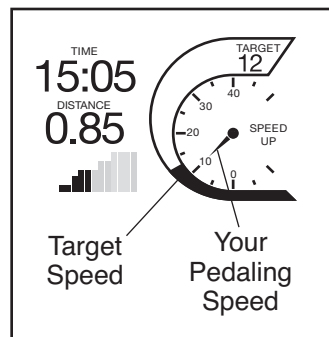 TIME
15:05
DISTANCE
0.85
TARGET
12
40
30
20
10
0
SPEED
UP
Target
Speed
Your
Pedaling
Speed